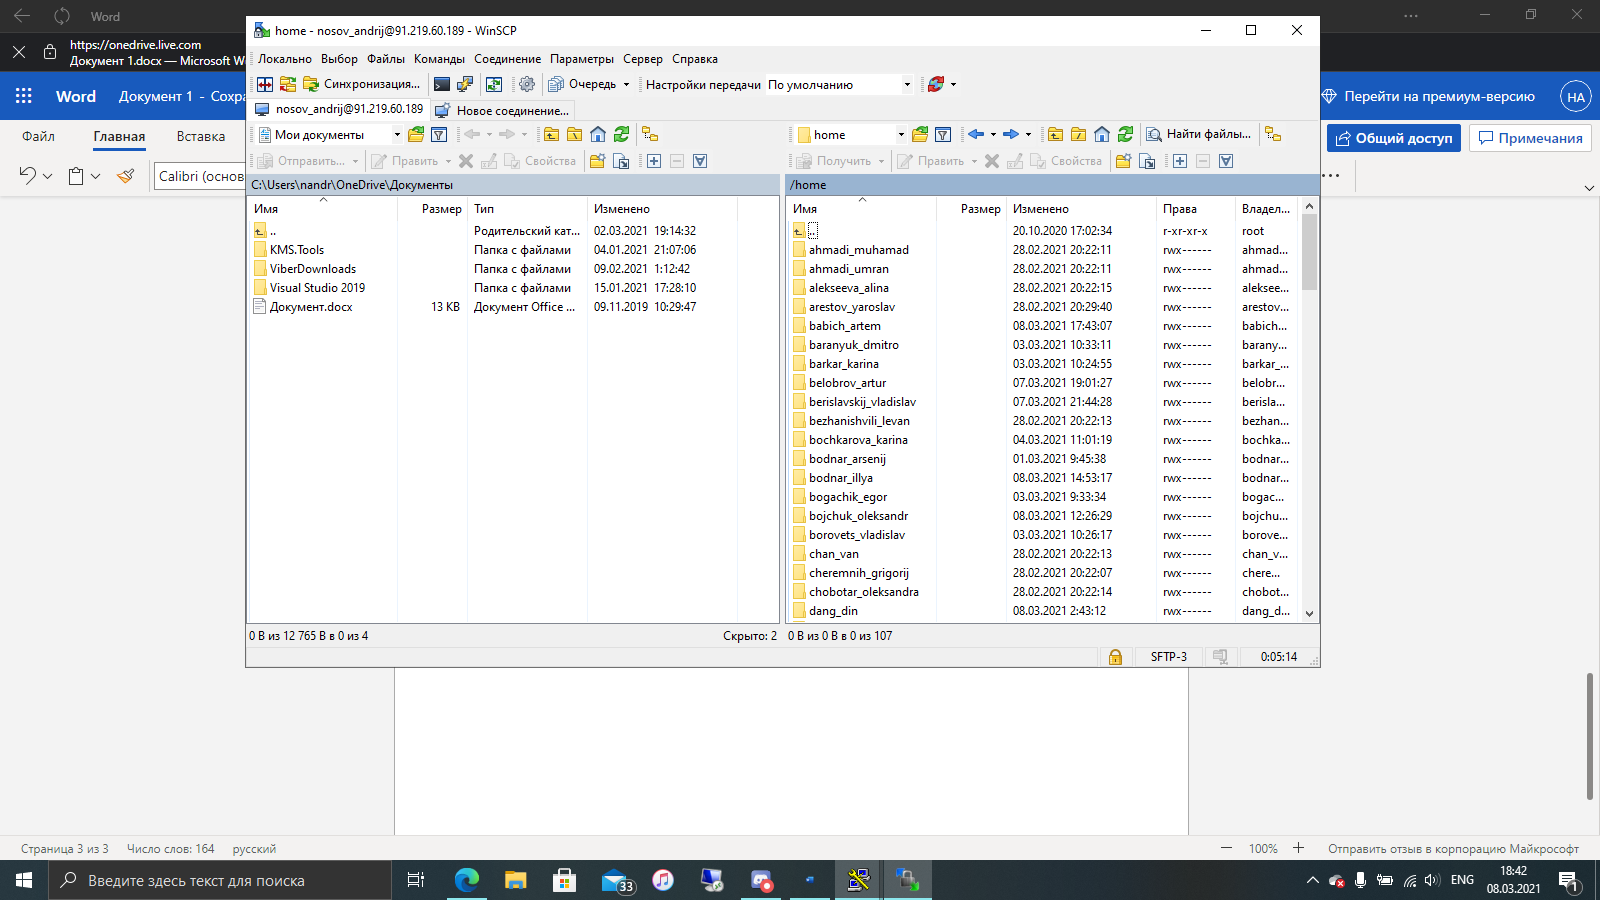 Word
https://onedrive.live.com
Документ 1.docx — Microsoft W
home - nosov_andrij@91.219.60.189 - WinSCP
Локально Выбор Файлы Команды Соединение Параметры Сервер Справка
Синхронизация... Очередь Настройки передачи По умолчанию
nosov_andrij@91.219.60.189 Новое соединение...
Word Документ 1 - Сохра
Перейти на премиум-версию НА
Файл Главная Вставка
Общий доступ Примечания
Calibri (основ
Мои документы home Найти файлы...
Отправить... Править Свойства Получить Править Свойства
C:\Users\nandr\OneDrive\Документы
Имя Размер Тип Изменено
.. Родительский кат... 02.03.2021 19:14:32
KMS.Tools Папка с файлами 04.01.2021 21:07:06
ViberDownloads Папка с файлами 09.02.2021 1:12:42
Visual Studio 2019 Папка с файлами 15.01.2021 17:28:10
Документ.docx 13 KB Документ Office ... 09.11.2019 10:29:47
0 B из 12 765 B в 0 из 4 Скрыто: 2
/home
Имя Размер Изменено Права Владел...
.. 20.10.2020 17:02:34 r-xr-xr-x root
ahmadi_muhamad 28.02.2021 20:22:11 rwx------ ahmad...
ahmadi_umran 28.02.2021 20:22:11 rwx------ ahmad...
alekseeva_alina 28.02.2021 20:22:15 rwx------ aleksee...
arestov_yaroslav 28.02.2021 20:29:40 rwx------ arestov...
babich_artem 08.03.2021 17:43:07 rwx------ babich...
baranyuk_dmitro 03.03.2021 10:33:11 rwx------ barany...
barkar_karina 03.03.2021 10:24:55 rwx------ barkar_...
belobrov_artur 07.03.2021 19:01:27 rwx------ belobr...
berislavskij_vladislav 07.03.2021 21:44:28 rwx------ berisla...
bezhanishvili_levan 28.02.2021 20:22:13 rwx------ bezhan...
bochkarova_karina 04.03.2021 11:01:19 rwx------ bochka...
bodnar_arsenij 01.03.2021 9:45:38 rwx------ bodnar...
bodnar_illya 08.03.2021 14:53:17 rwx------ bodnar...
bogachik_egor 03.03.2021 9:33:34 rwx------ bogac...
bojchuk_oleksandr 08.03.2021 12:26:29 rwx------ bojchu...
borovets_vladislav 03.03.2021 10:26:17 rwx------ borove...
chan_van 28.02.2021 20:22:13 rwx------ chan_v...
cheremnih_grigorij 28.02.2021 20:22:07 rwx------ chere...
chobotar_oleksandra 28.02.2021 20:22:14 rwx------ chobot...
dang_din 08.03.2021 2:43:12 rwx------ dang_d...
0 B из 0 B в 0 из 107
SFTP-3 0:05:14
Страница 3 из 3 Число слов: 164 русский 100% Отправить отзыв в корпорацию Майкрософт
Введите здесь текст для поиска 33 ENG 18:42
08.03.2021 1